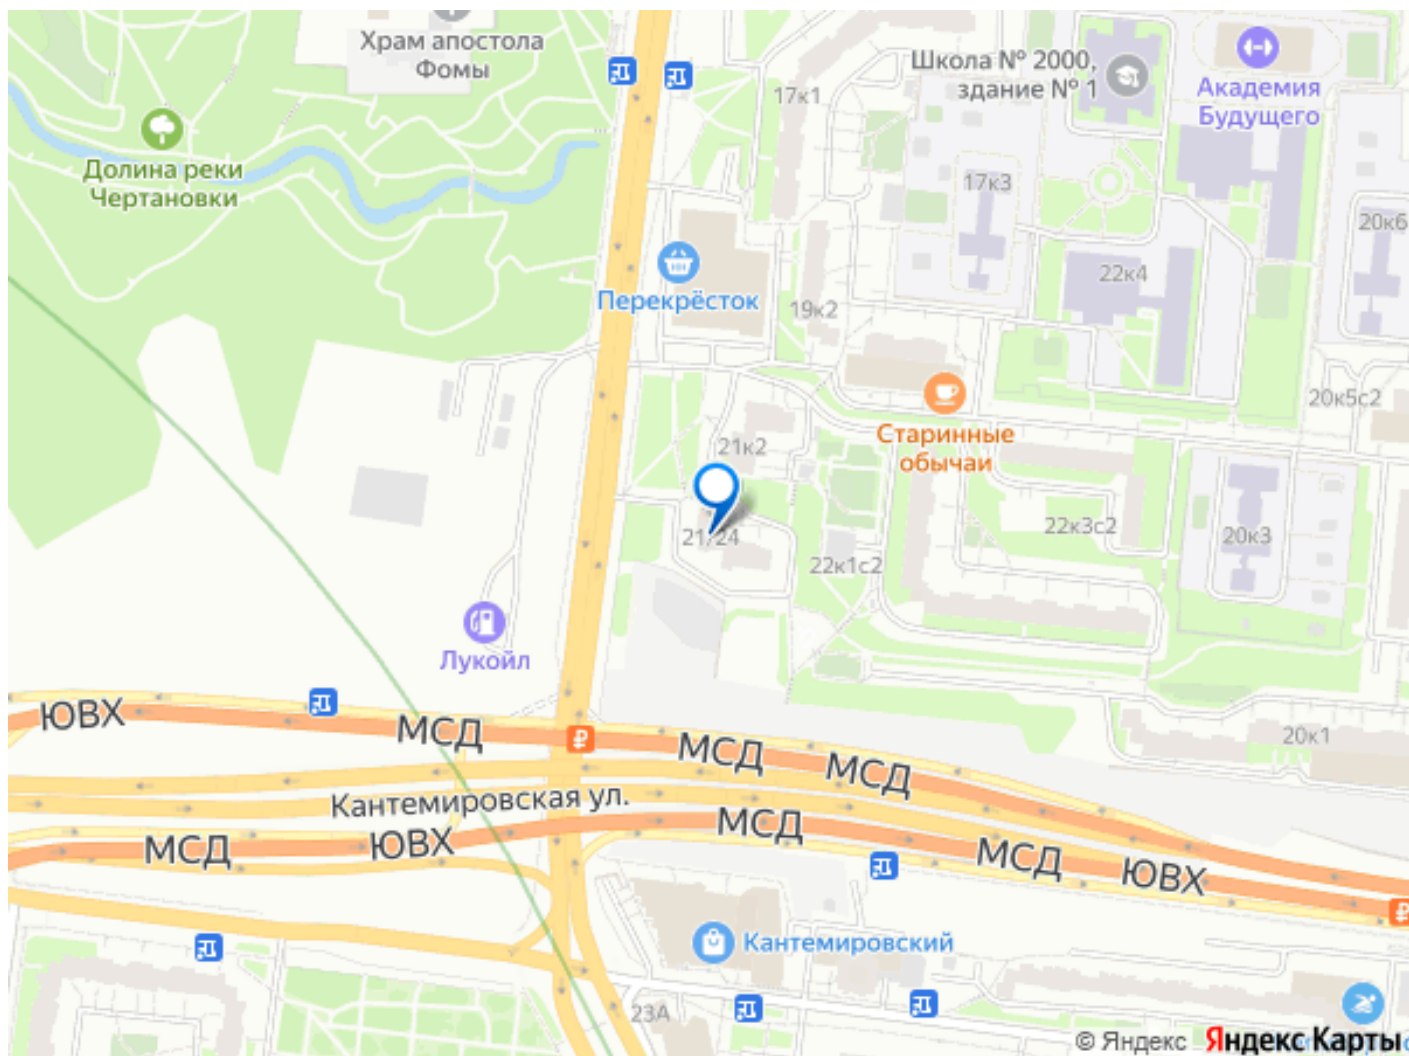 Храм апостола
Фомы
Школа № 2000,
здание № 1
Академия
Будущего
17к1
Долина реки
Чертановки
17к3
20к6
22к4
Перекрёсток
19к2
20к5с2
Старинные
обычаи
21к2
21/24
22к3с2
20к3
22к1с2
Лукойл
ЮВХ
МСД
₽
МСД
МСД
20к1
Кантемировская ул.
МСД
ЮВХ
МСД
МСД
ЮВХ
₽
Кантемировский
23А
© Яндекс Яндекс Карты